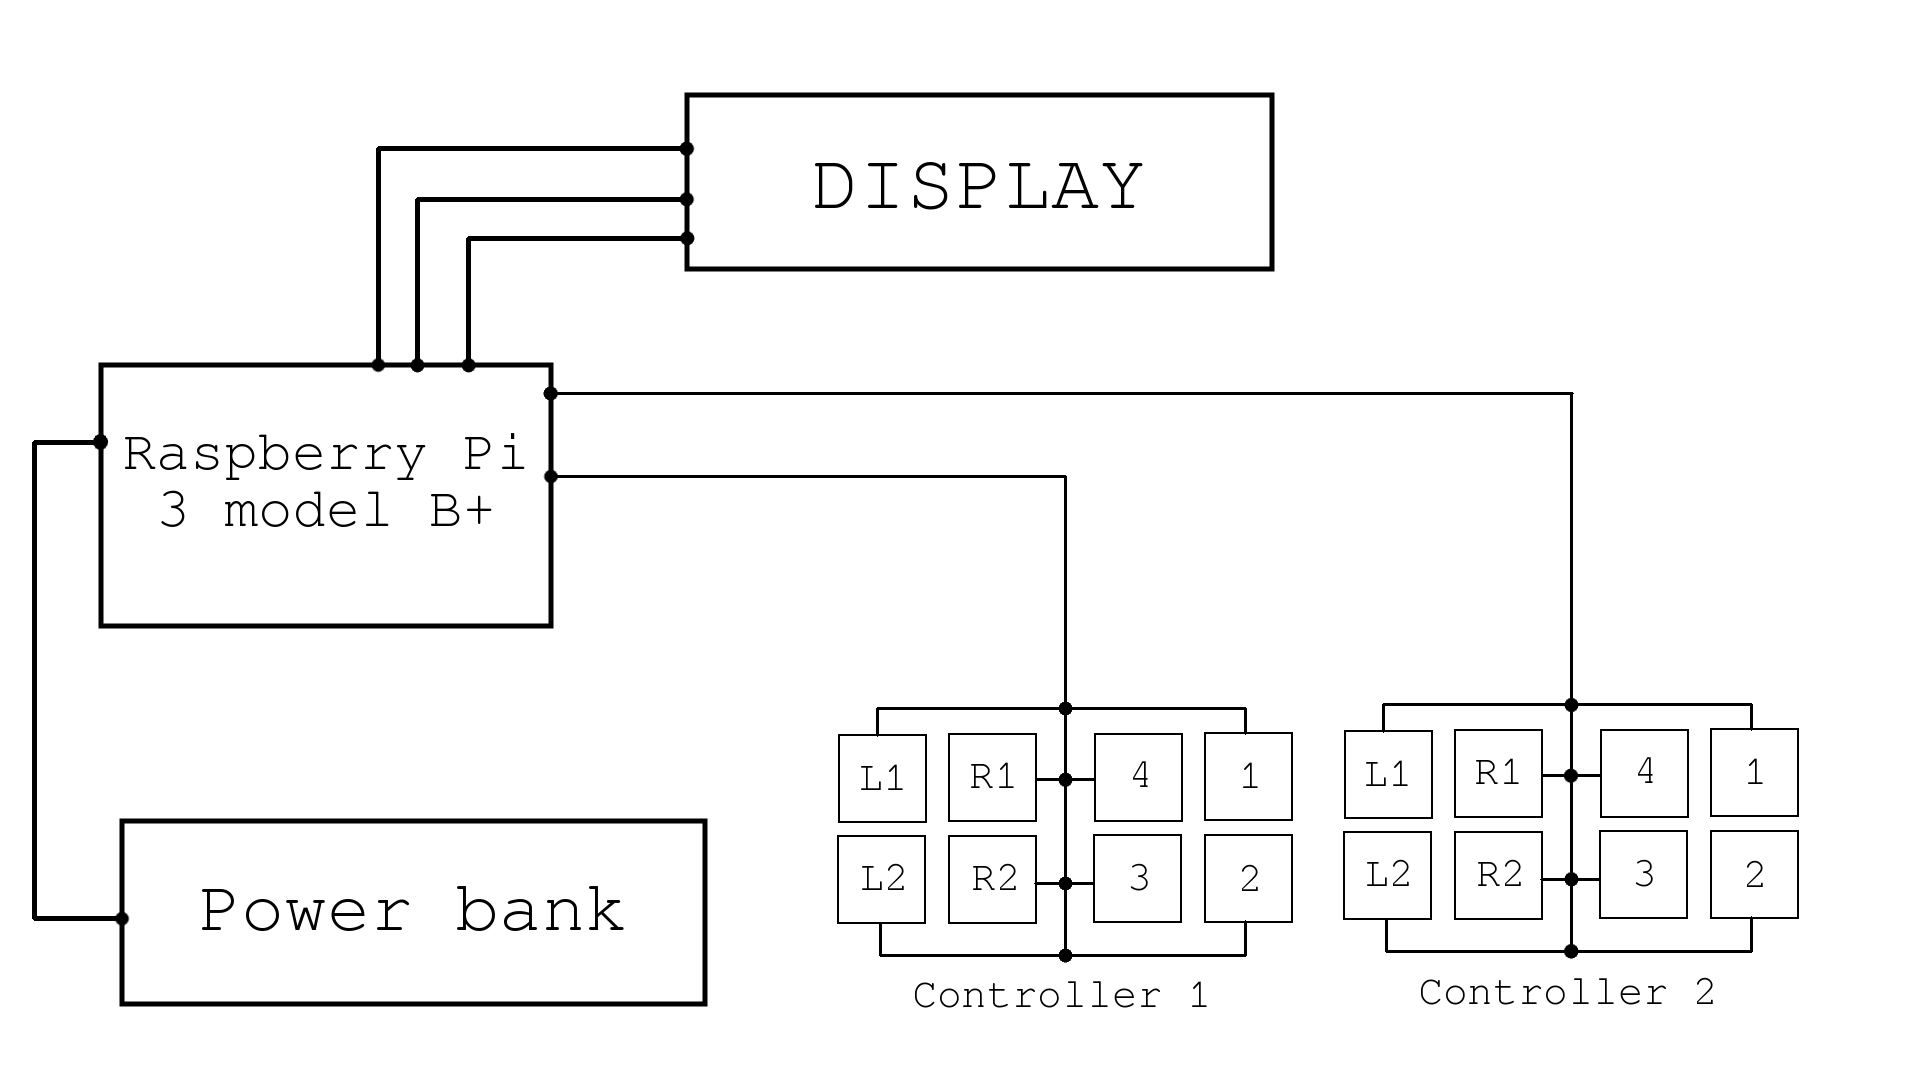 DISPLAY
Raspberry Pi
3 model B+
Power bank
L1 R1 4 1
L2 R2 3 2
Controller 1
L1 R1 4 1
L2 R2 3 2
Controller 2